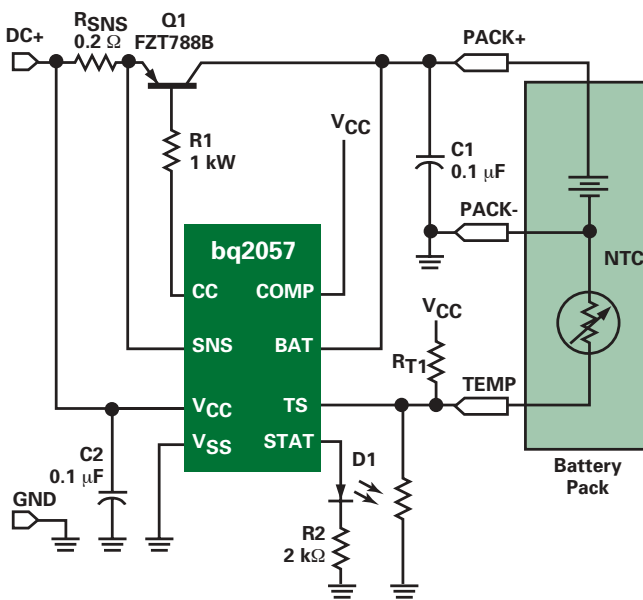 DC+
RSNS
0.2 Ω
Q1
FZT788B
PACK+
R1
1 kW
VCC
C1
0.1 μF
PACK-
bq2057
NTC
CC
COMP
VCC
SNS
BAT
RT1
TEMP
VCC
TS
VSS
STAT
C2
0.1 μF
D1
Battery
Pack
GND
R2
2 kΩ